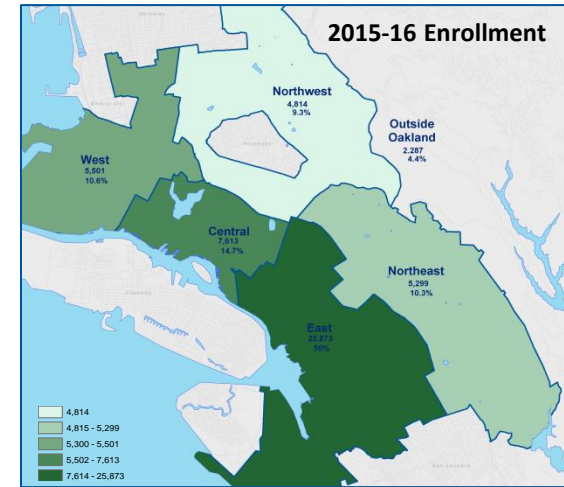 2015-16 Enrollment
Northwest
4,814
9.3%
Outside
Oakland
2.287
4.4%
West
5,501
10.6%
Central
7,613
14.7%
Northeast
5,299
10.3%
East
25,873
50%
4,814
4,815 - 5,299
5,300 - 5,501
5,502 - 7,613
7,614 - 25,873